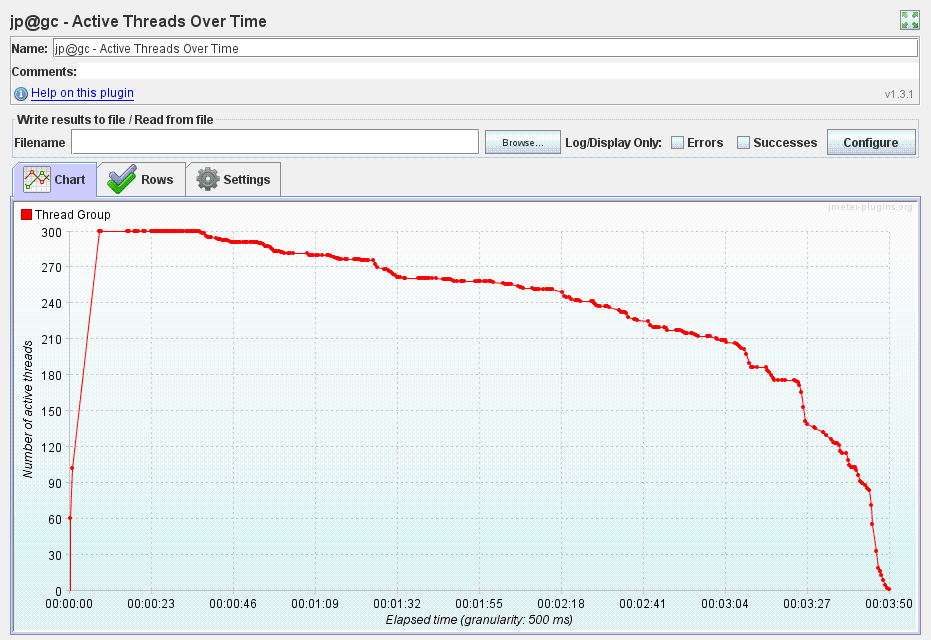 jp@gc - Active Threads Over Time
Name: jp@gc - Active Threads Over Time
Comments:
Help on this plugin
v1.3.1
Write results to file / Read from file
Filename Browse... Log/Display Only: Errors Successes Configure
Chart Rows Settings
jmeter-plugins.org
Thread Group
300
270
240
210
180
150
120
90
60
30
0
Number of active threads
00:00:00 00:00:23 00:00:46 00:01:09 00:01:32 00:01:55 00:02:18 00:02:41 00:03:04 00:03:27 00:03:50
Elapsed time (granularity: 500 ms)